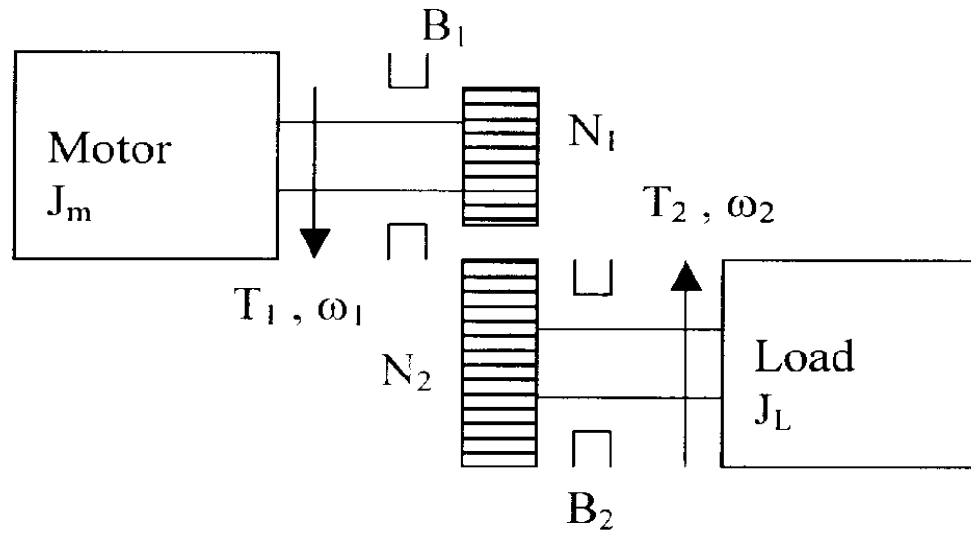 B₁
Motor
Jₘ
N₁
T₂ , ω₂
T₁ , ω₁
N₂
Load
J_L
B₂